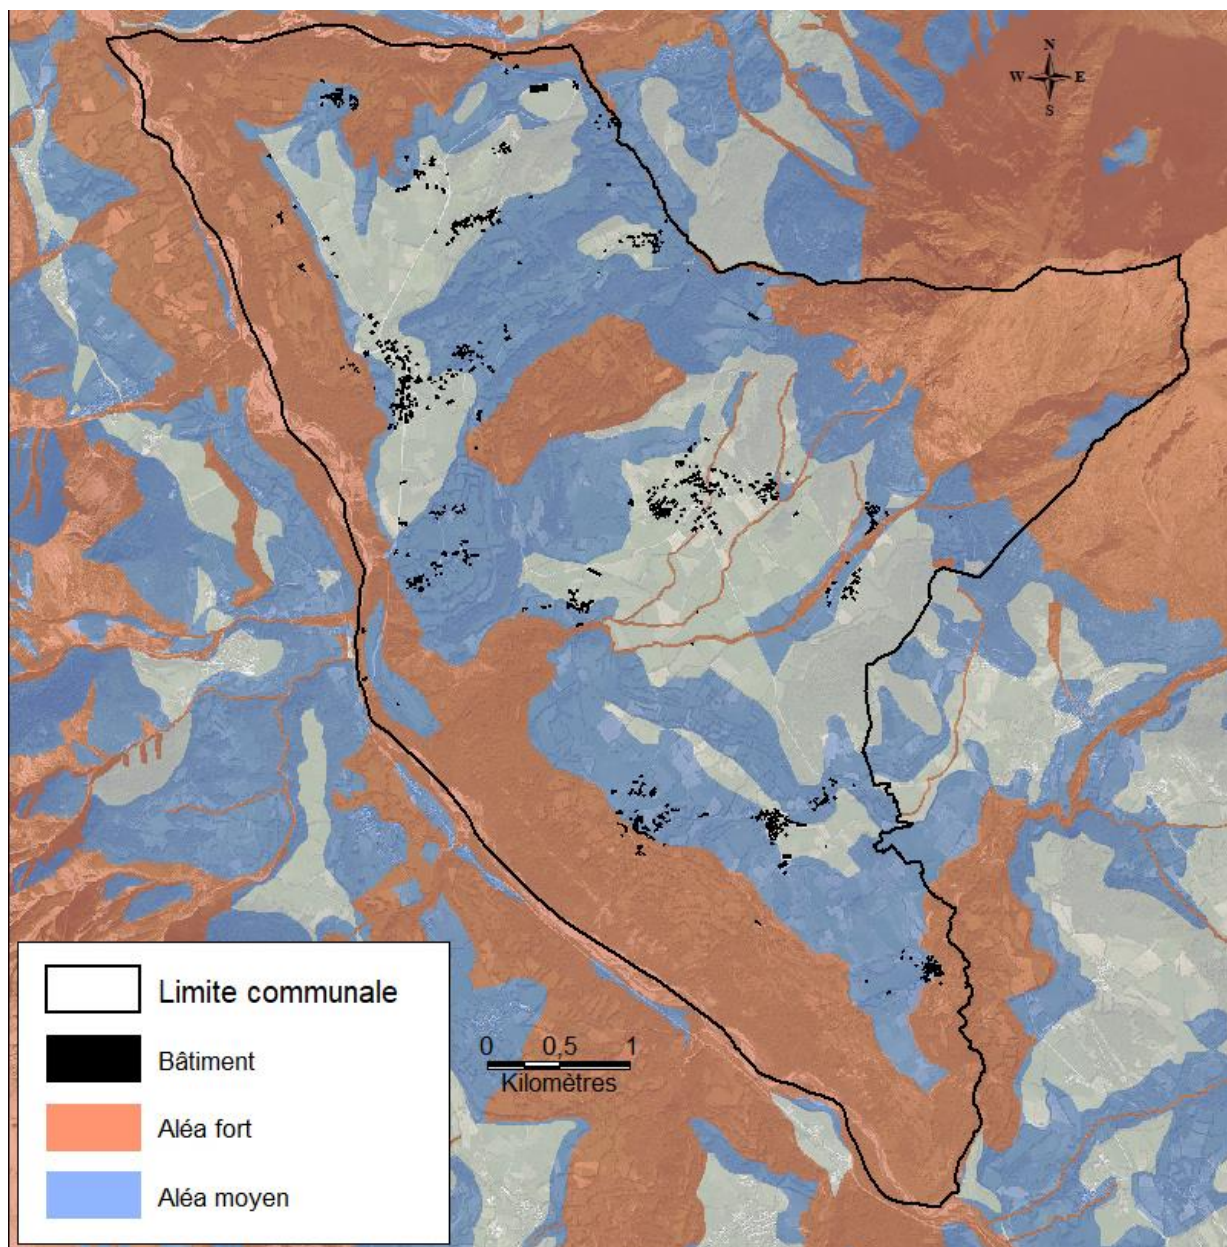 N
W E
S
Limite communale
Bâtiment
Aléa fort
Aléa moyen
0 0,5 1
Kilomètres